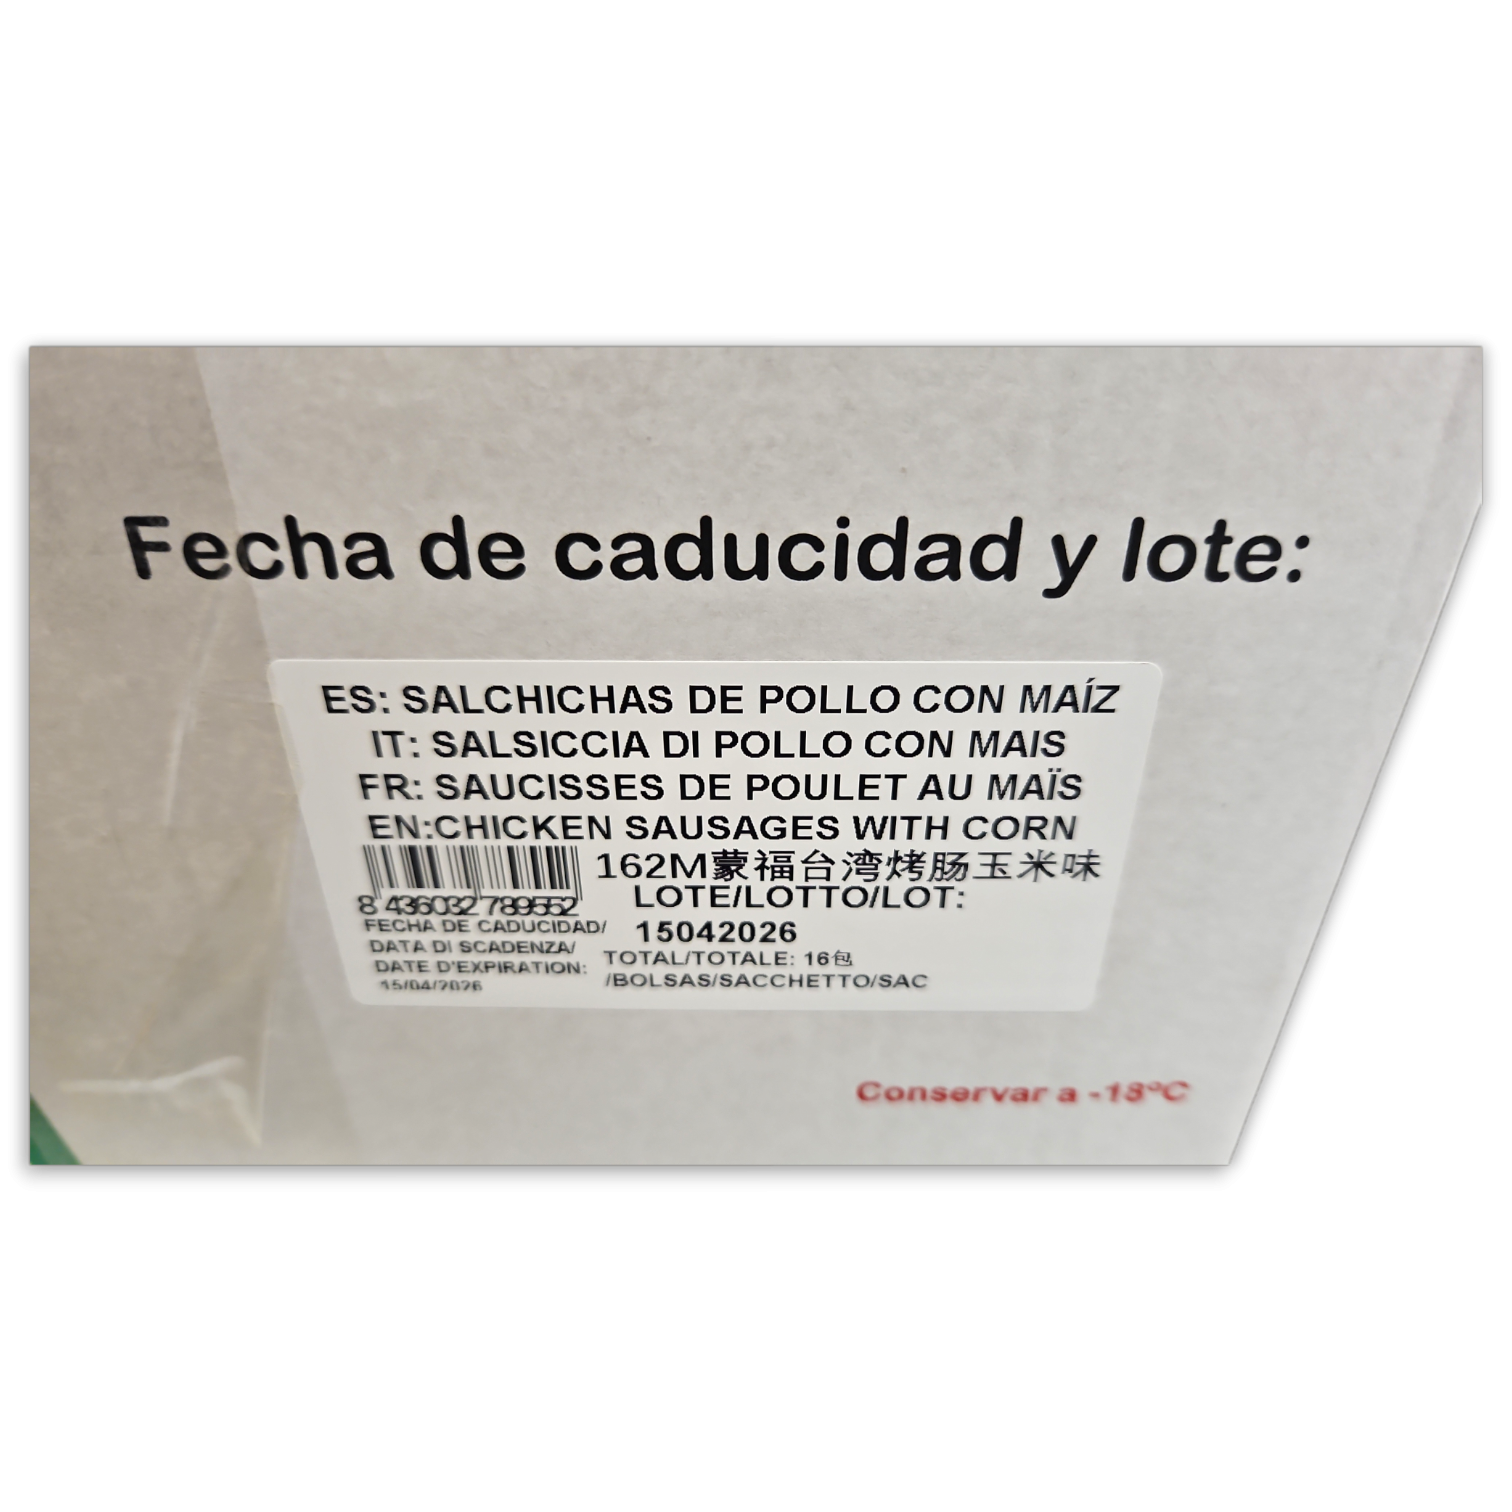 Fecha de caducidad y lote:
ES: SALCHICHAS DE POLLO CON MAÍZ
IT: SALSICCIA DI POLLO CON MAIS
FR: SAUCISSES DE POULET AU MAÏS
EN:CHICKEN SAUSAGES WITH CORN
162M蒙福台湾烤肠玉米味
8 436032 789552
LOTE/LOTTO/LOT:
15042026
FECHA DE CADUCIDAD/
DATA DI SCADENZA/
DATE D'EXPIRATION:
15/04/2026
TOTAL/TOTALE: 16包
/BOLSAS/SACCHETTO/SAC
Conservar a -18ºC